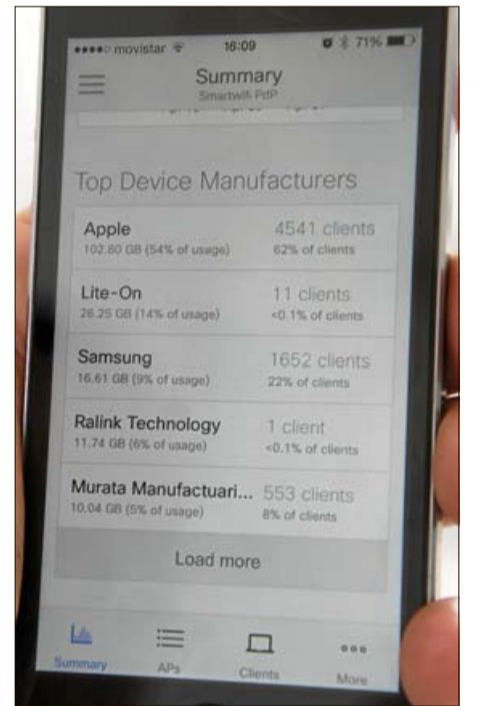 movistar 16:09 71%
Summary
Smartwifi PdP
Top Device Manufacturers
Apple 4541 clients
102.80 GB (54% of usage) 62% of clients
Lite-On 11 clients
26.25 GB (14% of usage) <0.1% of clients
Samsung 1652 clients
16.61 GB (9% of usage) 22% of clients
Ralink Technology 1 client
11.74 GB (6% of usage) <0.1% of clients
Murata Manufactuari... 553 clients
10.04 GB (5% of usage) 8% of clients
Load more
Summary APs Clients More